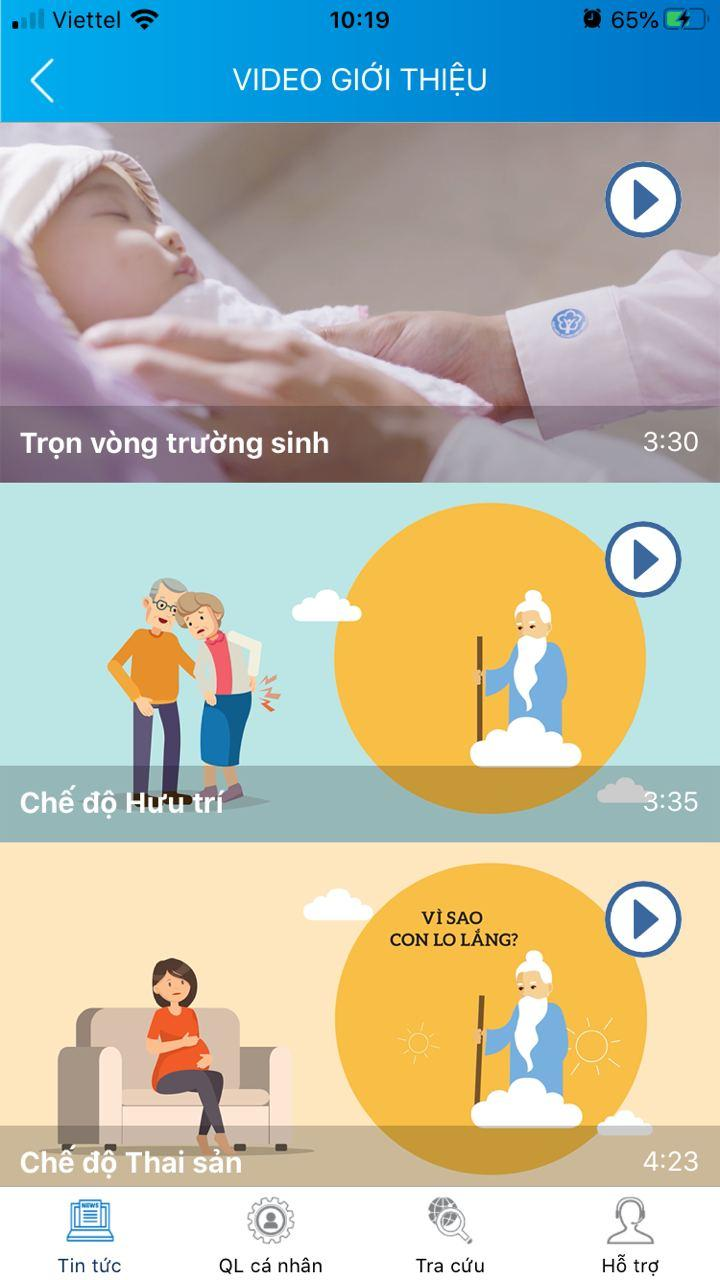 Viettel 10:19 65%
VIDEO GIỚI THIỆU
Trọn vòng trường sinh 3:30
Chế độ Hưu trí 3:35
VÌ SAO
CON LO LẮNG?
Chế độ Thai sản 4:23
NEWS
Tin tức QL cá nhân Tra cứu Hỗ trợ